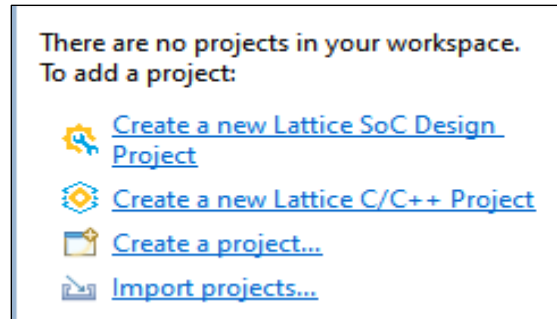 There are no projects in your workspace.
To add a project:
Create a new Lattice SoC Design
Project
Create a new Lattice C/C++ Project
Create a project...
Import projects...